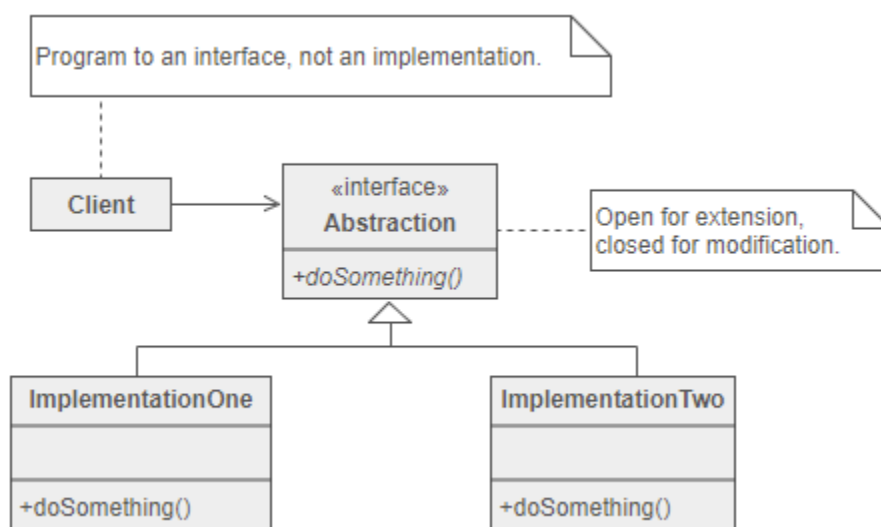 Program to an interface, not an implementation.
Client
«interface»
Abstraction
+doSomething()
Open for extension,
closed for modification.
ImplementationOne
+doSomething()
ImplementationTwo
+doSomething()